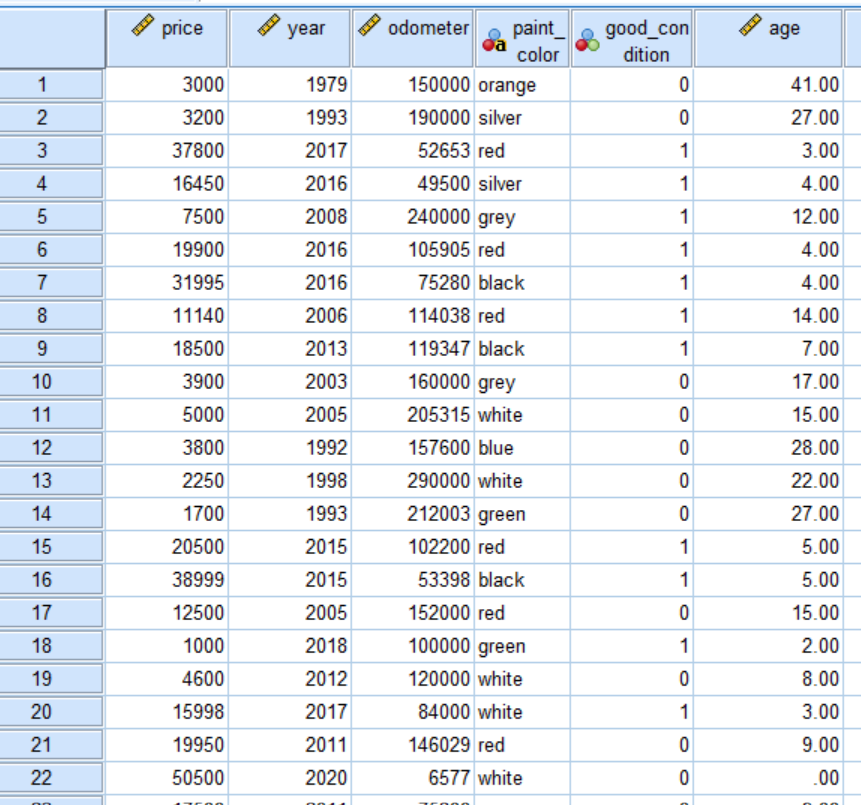 price year odometer paint_color good_condition age
1 3000 1979 150000 orange 0 41.00
2 3200 1993 190000 silver 0 27.00
3 37800 2017 52653 red 1 3.00
4 16450 2016 49500 silver 1 4.00
5 7500 2008 240000 grey 1 12.00
6 19900 2016 105905 red 1 4.00
7 31995 2016 75280 black 1 4.00
8 11140 2006 114038 red 1 14.00
9 18500 2013 119347 black 1 7.00
10 3900 2003 160000 grey 0 17.00
11 5000 2005 205315 white 0 15.00
12 3800 1992 157600 blue 0 28.00
13 2250 1998 290000 white 0 22.00
14 1700 1993 212003 green 0 27.00
15 20500 2015 102200 red 1 5.00
16 38999 2015 53398 black 1 5.00
17 12500 2005 152000 red 0 15.00
18 1000 2018 100000 green 1 2.00
19 4600 2012 120000 white 0 8.00
20 15998 2017 84000 white 1 3.00
21 19950 2011 146029 red 0 9.00
22 50500 2020 6577 white 0 .00